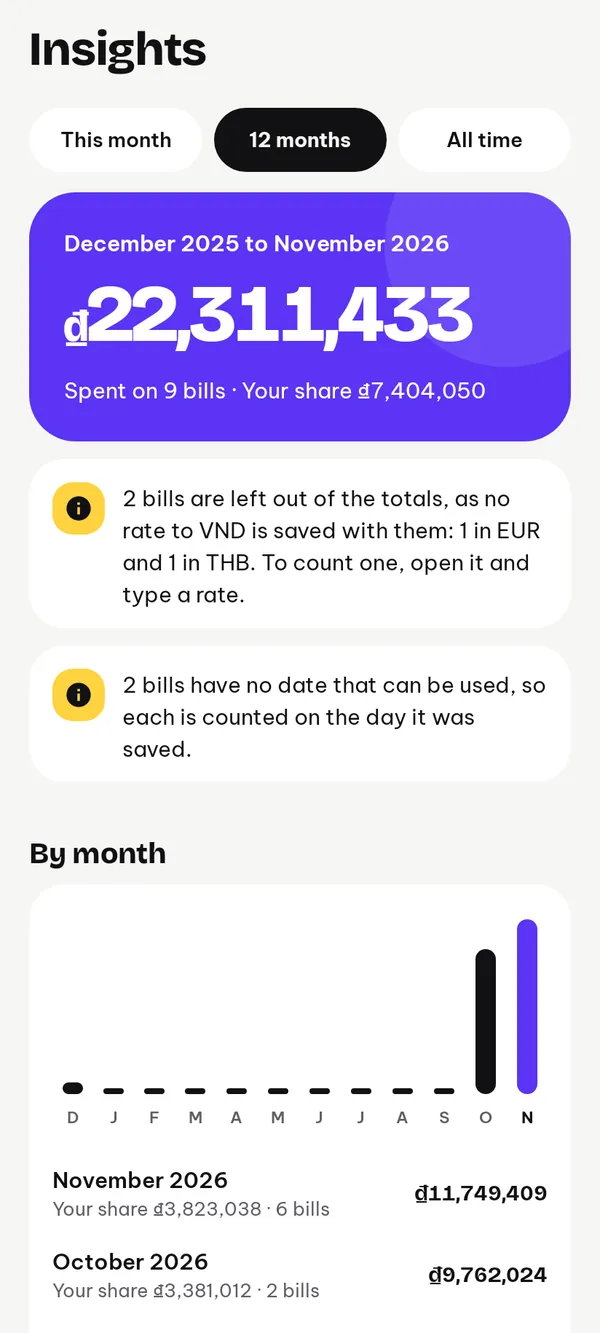 Insights
This month
12 months
All time
December 2025 to November 2026
₫22,311,433
Spent on 9 bills · Your share ₫7,404,050
2 bills are left out of the totals, as no
rate to VND is saved with them: 1 in EUR
and 1 in THB. To count one, open it and
type a rate.
2 bills have no date that can be used, so
each is counted on the day it was
saved.
By month
D J F M A M J J A S O N
November 2026
₫11,749,409
Your share ₫3,823,038 · 6 bills
October 2026
₫9,762,024
Your share ₫3,381,012 · 2 bills